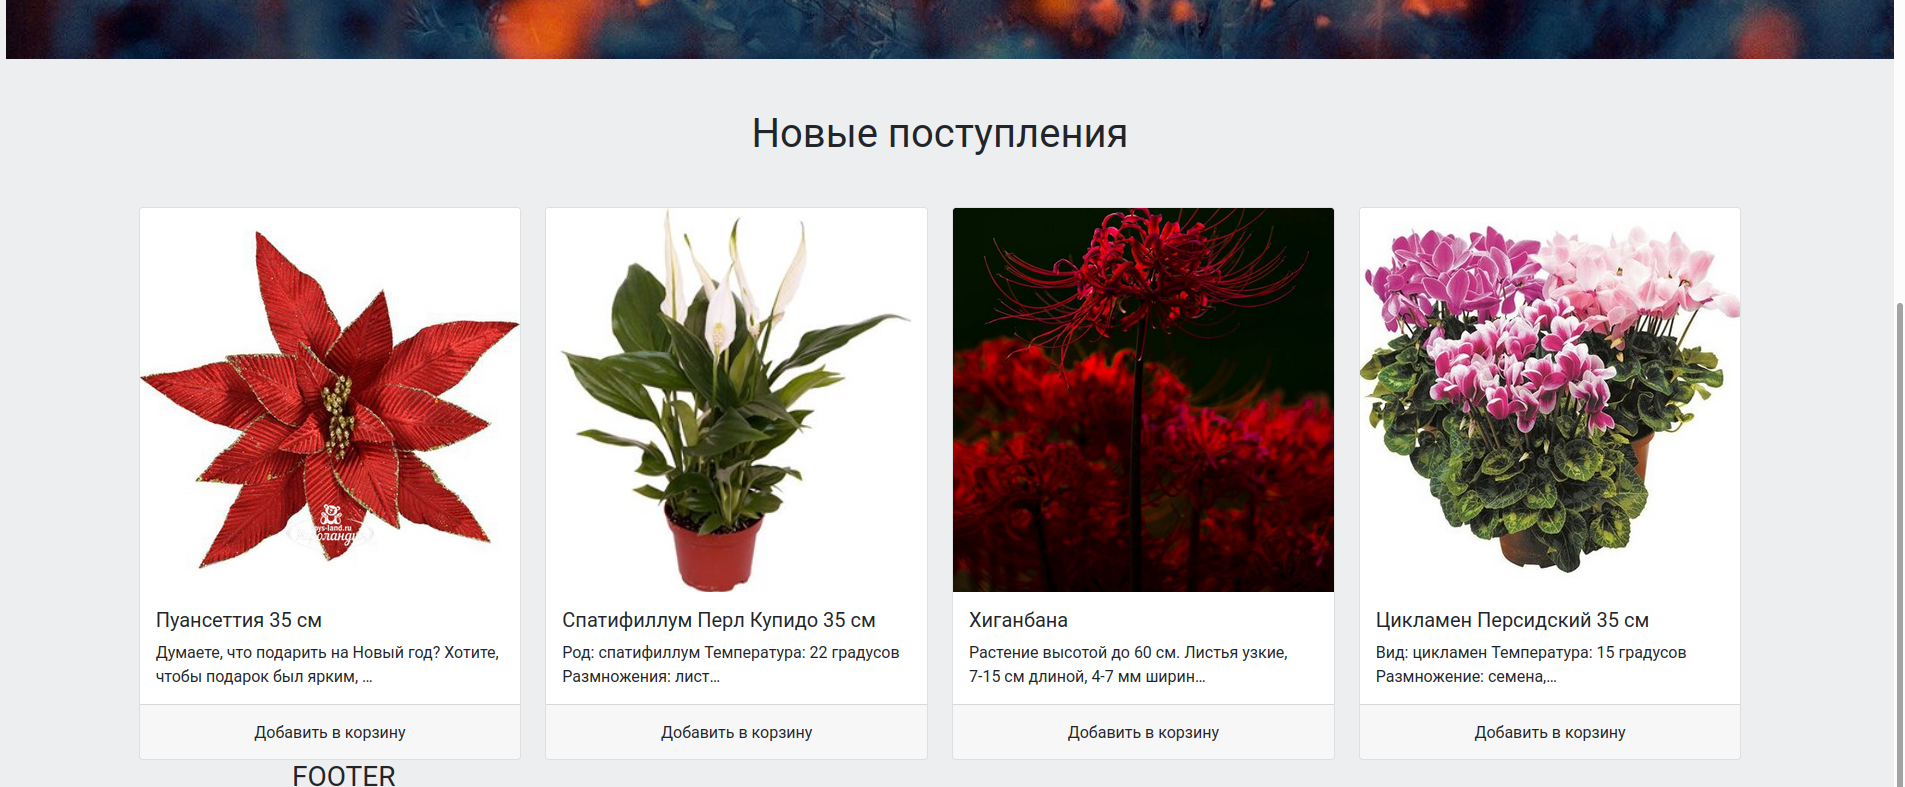 Новые поступления
Пуансеттия 35 см
Думаете, что подарить на Новый год? Хотите,
чтобы подарок был ярким, ...
Добавить в корзину
Спатифиллум Перл Купидо 35 см
Род: спатифиллум Температура: 22 градусов
Размножения: лист...
Добавить в корзину
Хиганбана
Растение высотой до 60 см. Листья узкие,
7-15 см длиной, 4-7 мм ширин...
Добавить в корзину
Цикламен Персидский 35 см
Вид: цикламен Температура: 15 градусов
Размножение: семена,...
Добавить в корзину
FOOTER